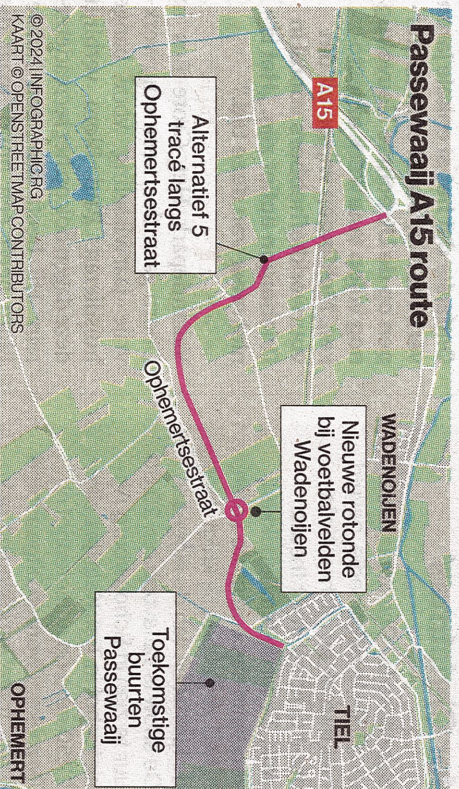 Passewaaij A15 route
A15
WADENOIJEN
Nieuwe rotonde
bij voetbalvelden
Wadenoijen
TIEL
Alternatief 5
tracé langs
Ophemertsestraat
Ophemertsestraat
Toekomstige
buurten
Passewaaij
OPHEMERT
© 2024 | INFOGRAPHIC RG
KAART © OPENSTREETMAP CONTRIBUTORS